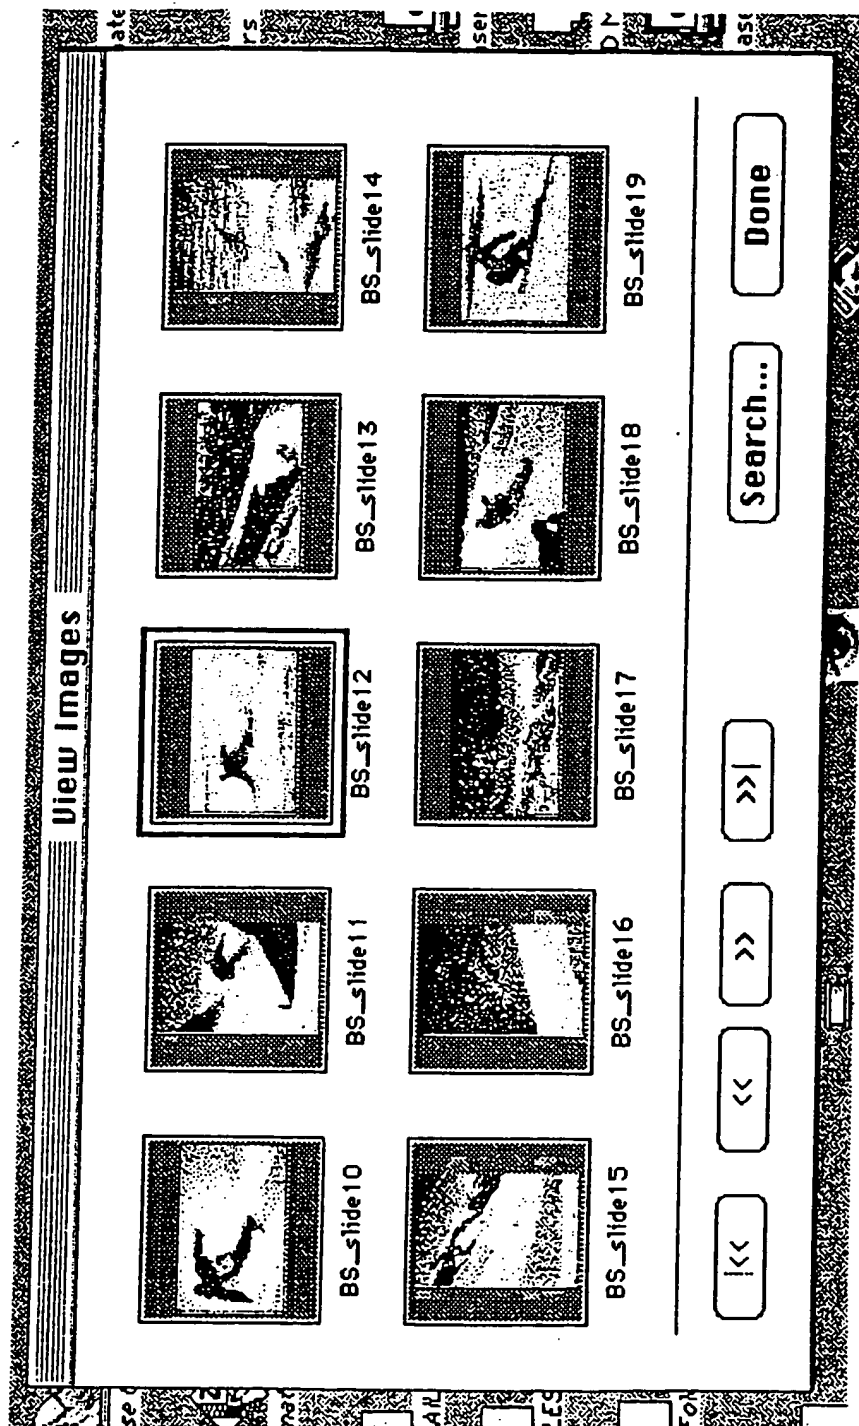 View Images
BS_slide10 BS_slide11 BS_slide12 BS_slide13 BS_slide14
BS_slide15 BS_slide16 BS_slide17 BS_slide18 BS_slide19
|<< << >> >>| Search... Done